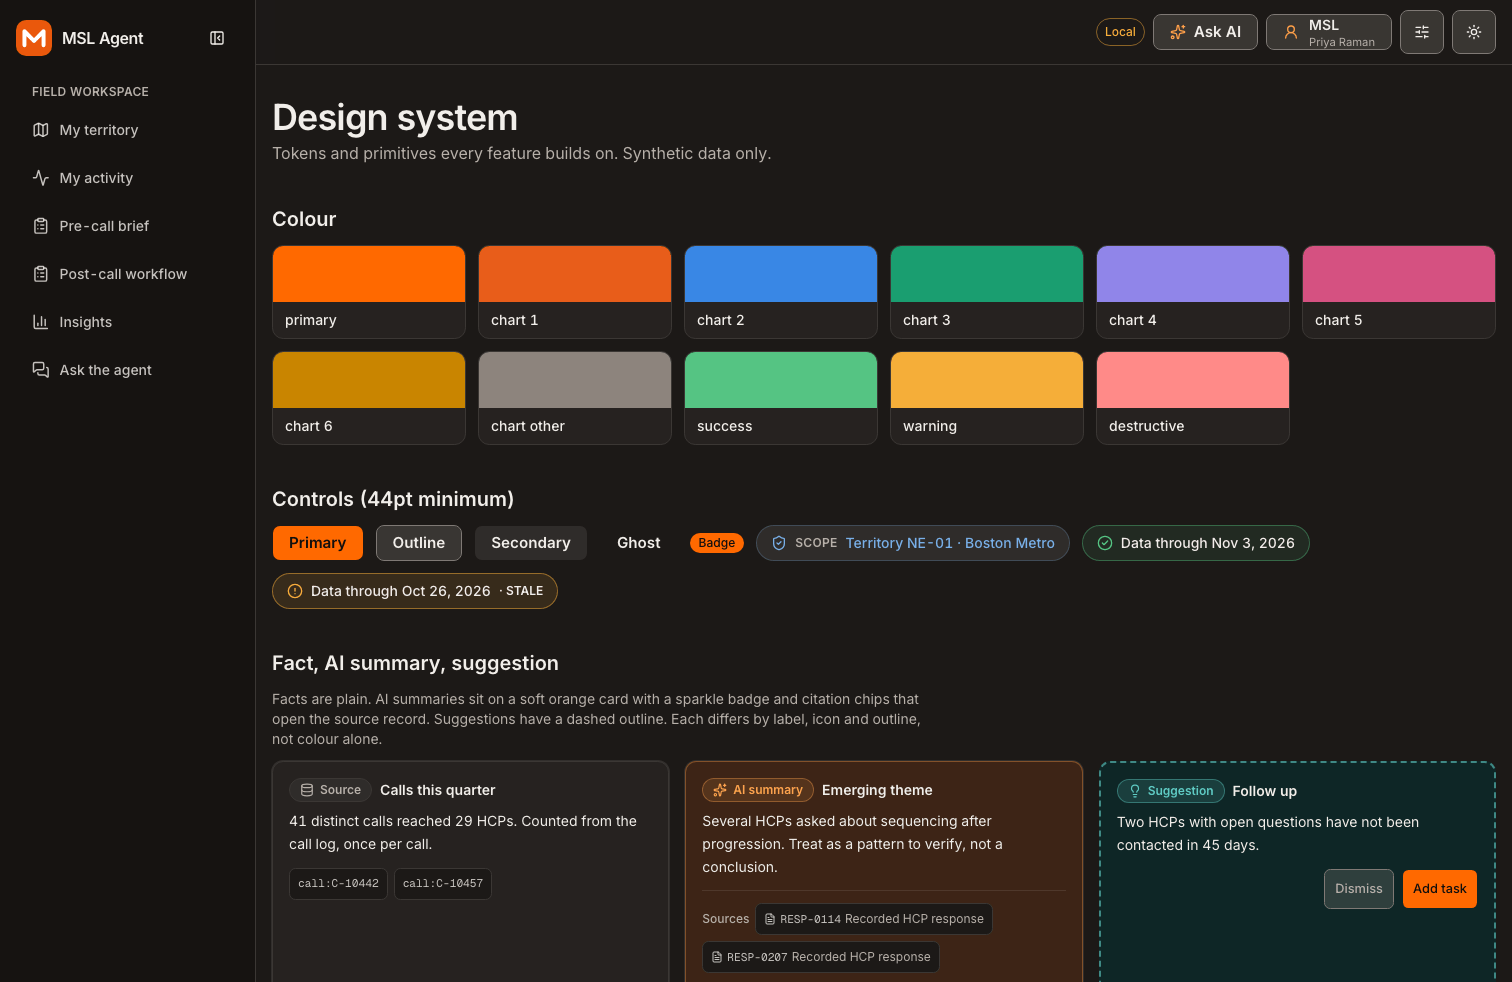 MSL Agent
Local
Ask AI
MSL
Priya Raman
FIELD WORKSPACE
My territory
My activity
Pre-call brief
Post-call workflow
Insights
Ask the agent
Design system
Tokens and primitives every feature builds on. Synthetic data only.
Colour
primary
chart 1
chart 2
chart 3
chart 4
chart 5
chart 6
chart other
success
warning
destructive
Controls (44pt minimum)
Primary
Outline
Secondary
Ghost
Badge
SCOPE Territory NE-01 · Boston Metro
Data through Nov 3, 2026
Data through Oct 26, 2026 · STALE
Fact, AI summary, suggestion
Facts are plain. AI summaries sit on a soft orange card with a sparkle badge and citation chips that
open the source record. Suggestions have a dashed outline. Each differs by label, icon and outline,
not colour alone.
Source Calls this quarter
41 distinct calls reached 29 HCPs. Counted from the
call log, once per call.
call:C-10442
call:C-10457
AI summary Emerging theme
Several HCPs asked about sequencing after
progression. Treat as a pattern to verify, not a
conclusion.
Sources RESP-0114 Recorded HCP response
RESP-0207 Recorded HCP response
Suggestion Follow up
Two HCPs with open questions have not been
contacted in 45 days.
Dismiss
Add task